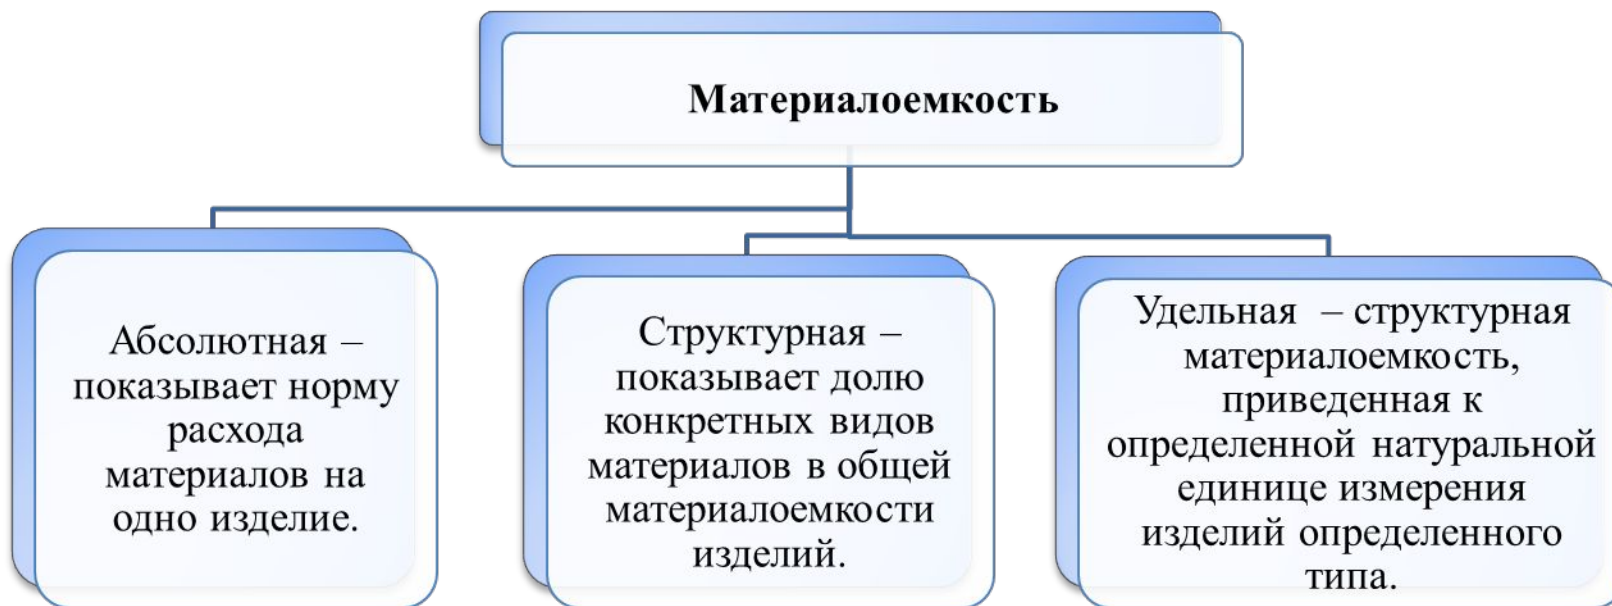 Материалоемкость
Абсолютная –
показывает норму
расхода
материалов на
одно изделие.
Структурная –
показывает долю
конкретных видов
материалов в общей
материалоемкости
изделий.
Удельная – структурная
материалоемкость,
приведенная к
определенной натуральной
единице измерения
изделий определенного
типа.